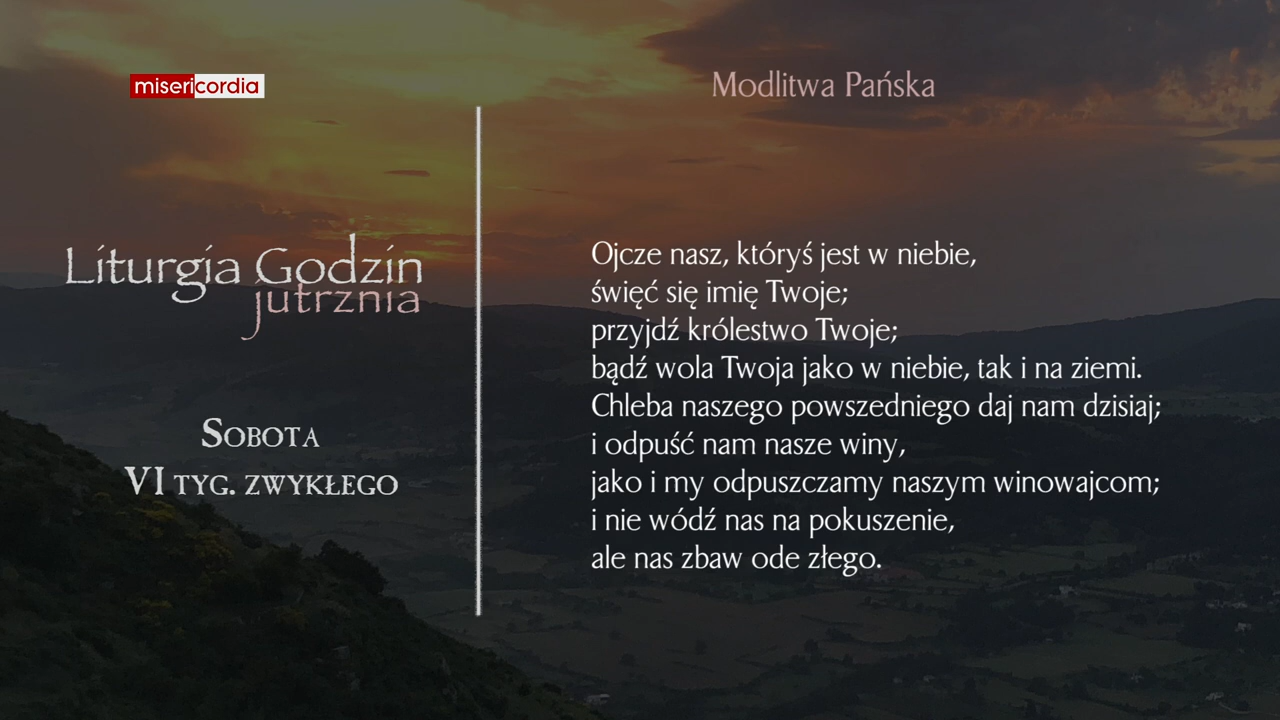 misericordia
Liturgia Godzin
jutrznia
Sobota
VI tyg. zwykłego
Modlitwa Pańska
Ojcze nasz, któryś jest w niebie,
święć się imię Twoje;
przyjdź królestwo Twoje;
bądź wola Twoja jako w niebie, tak i na ziemi.
Chleba naszego powszedniego daj nam dzisiaj;
i odpuść nam nasze winy,
jako i my odpuszczamy naszym winowajcom;
i nie wódź nas na pokuszenie,
ale nas zbaw ode złego.